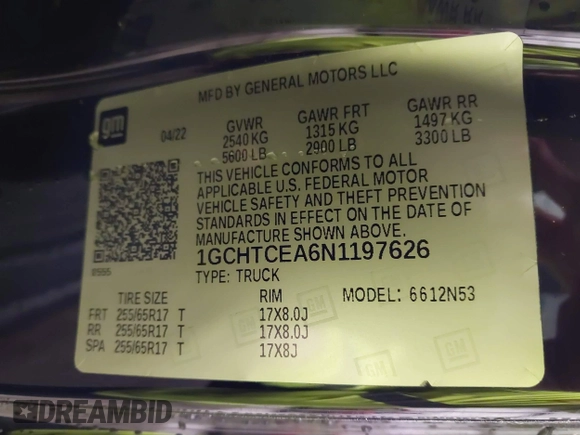 MFD BY GENERAL MOTORS LLC
gm
04/22
GVWR GAWR FRT GAWR RR
2540 KG 1315 KG 1497 KG
5600 LB 2900 LB 3300 LB
THIS VEHICLE CONFORMS TO ALL
APPLICABLE U.S. FEDERAL MOTOR
VEHICLE SAFETY AND THEFT PREVENTION
STANDARDS IN EFFECT ON THE DATE OF
MANUFACTURE SHOWN ABOVE.
1GCHTCEA6N1197626
TYPE: TRUCK
TIRE SIZE RIM MODEL: 6612N53
FRT 255/65R17 T 17X8.0J
RR 255/65R17 T 17X8.0J
SPA 255/65R17 T 17X8J
GM
DREAMBID